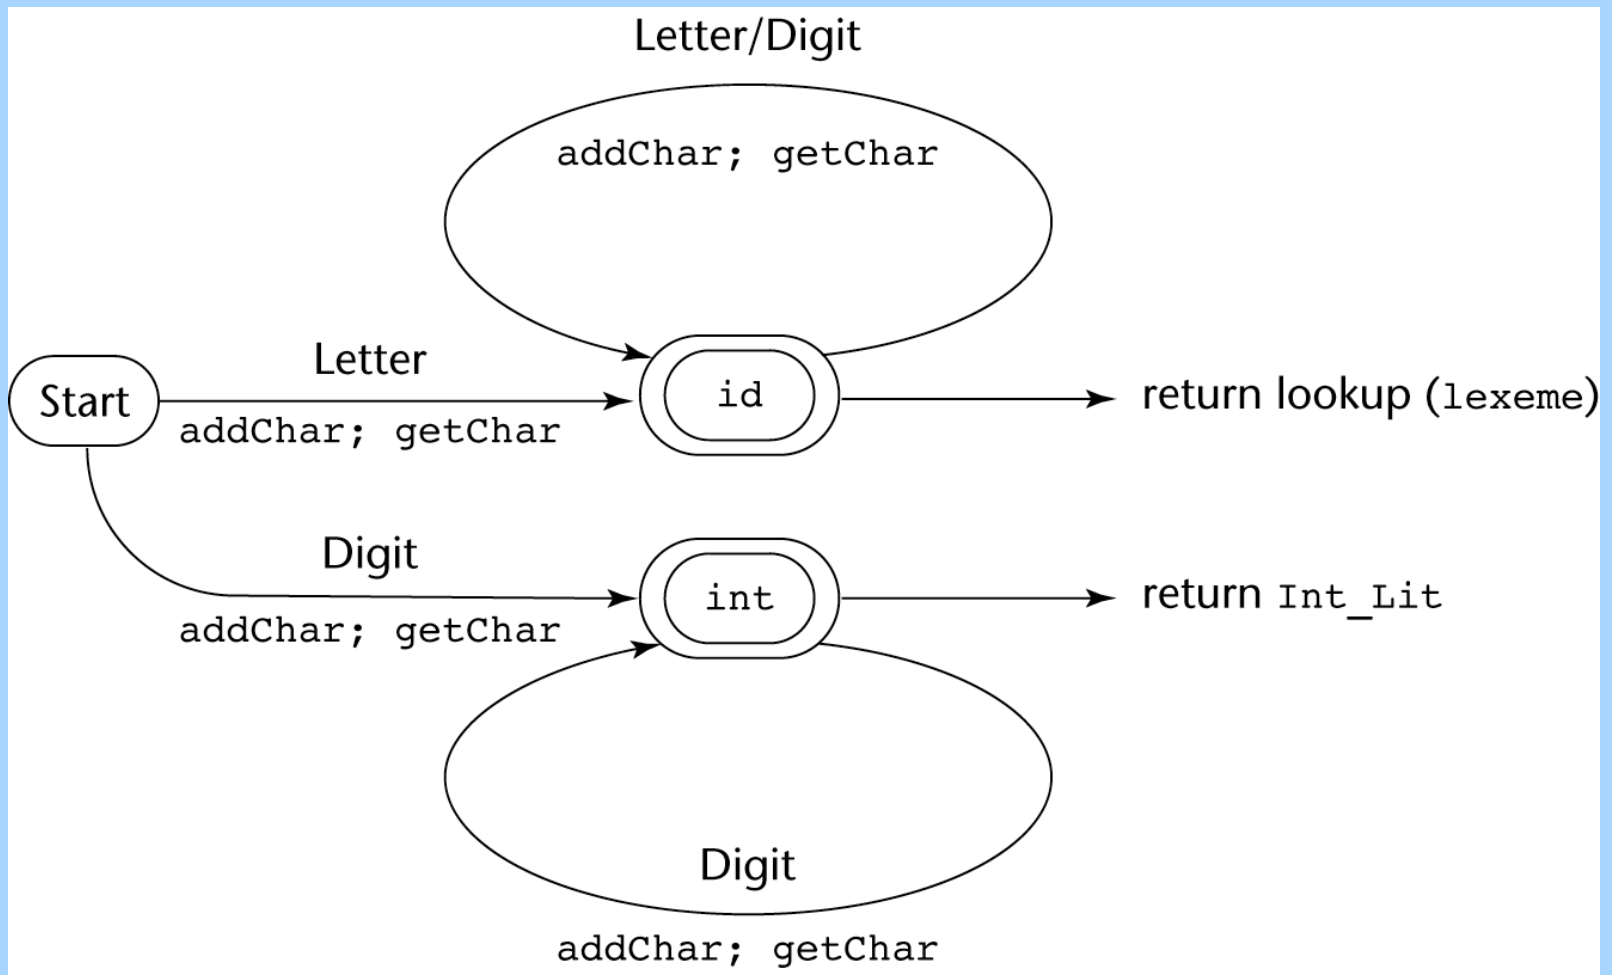 Letter/Digit
addChar; getChar
Letter
Start
addChar; getChar
id
return lookup (lexeme)
Digit
addChar; getChar
int
return Int_Lit
Digit
addChar; getChar